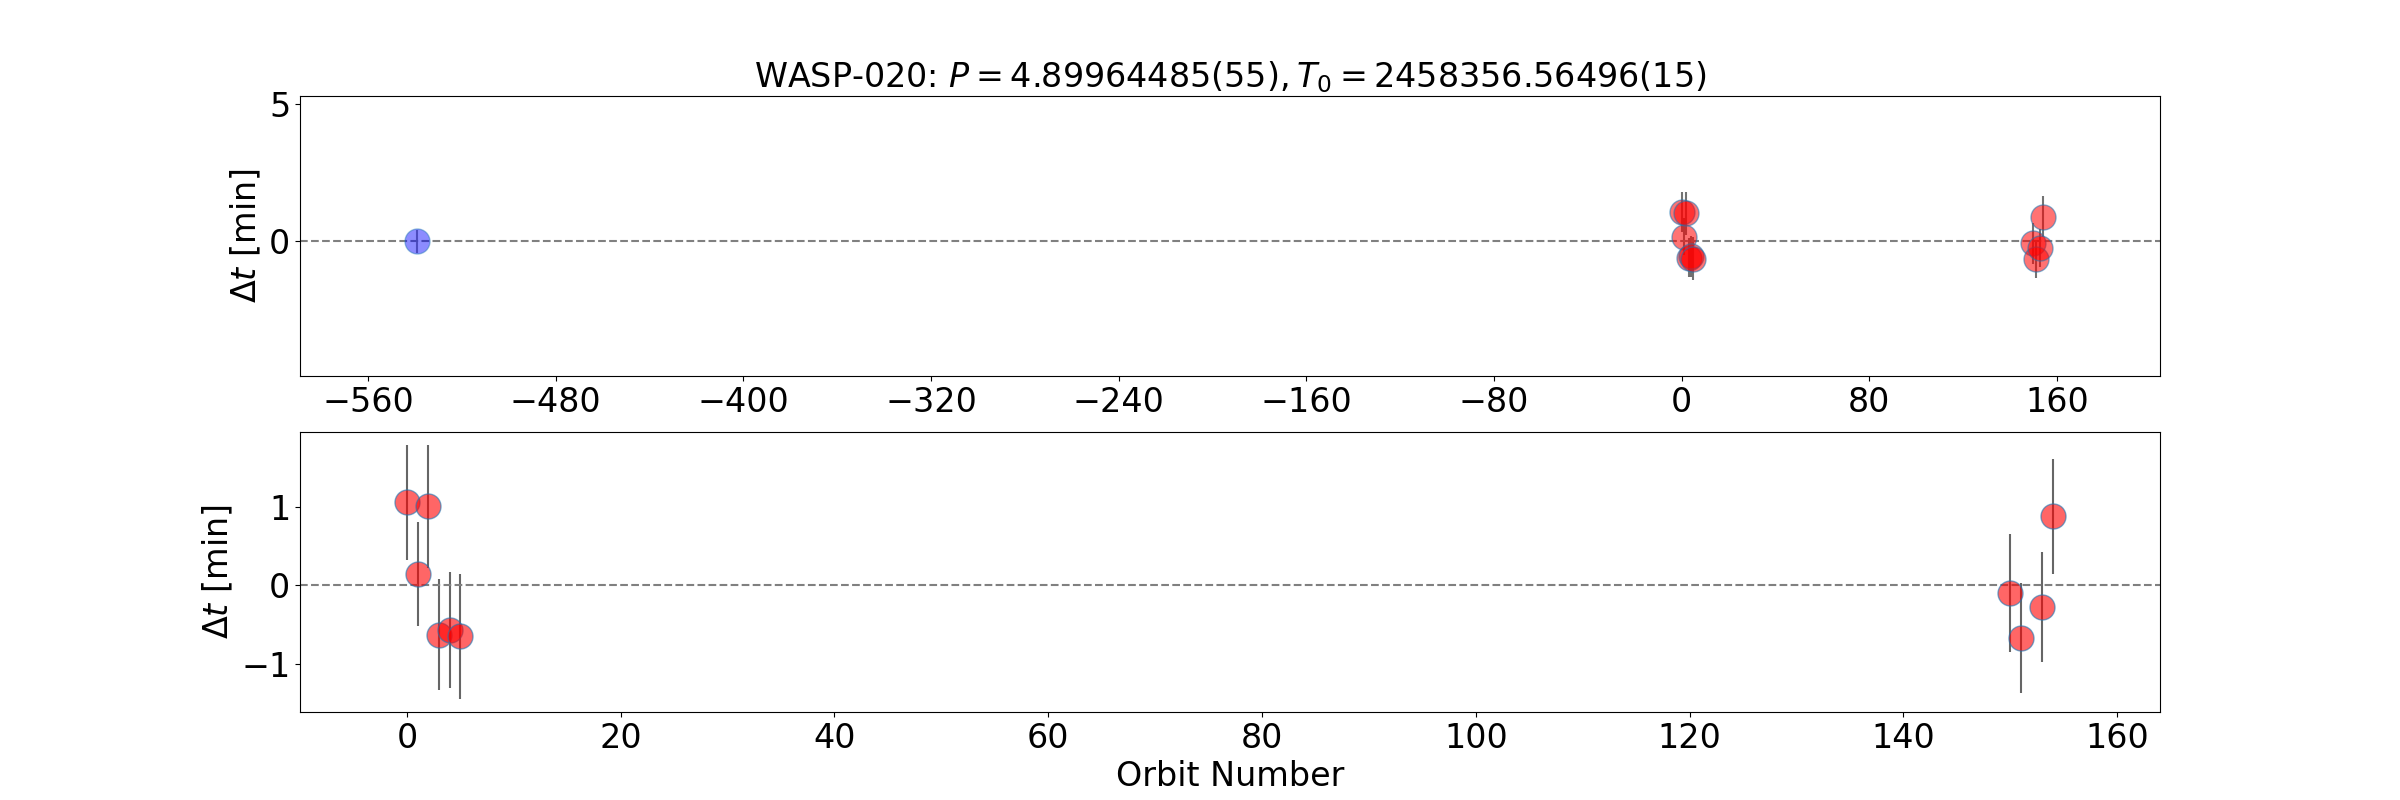 WASP-020: P = 4.89964485(55), T₀ = 2458356.56496(15)
5
0
Δt [min]
−560 −480 −400 −320 −240 −160 −80 0 80 160
1
0
−1
Δt [min]
0 20 40 60 80 100 120 140 160
Orbit Number